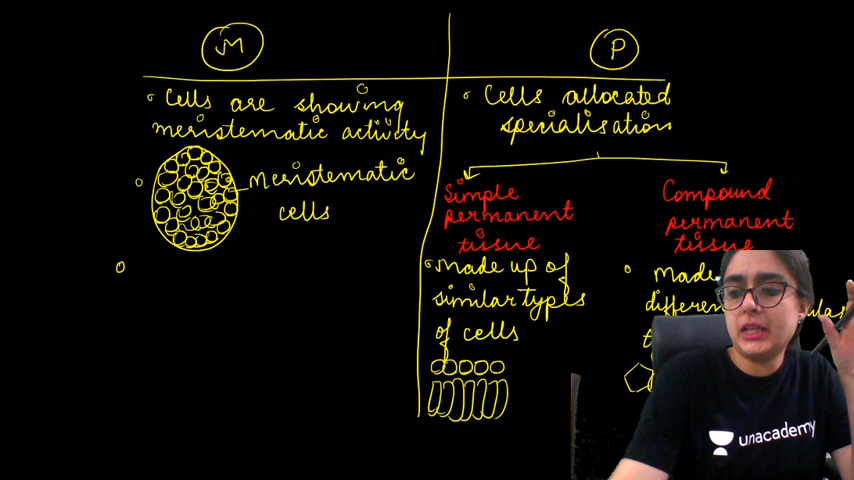 M
P
Cells are showing
meristematic activity
Meristematic
cells
Cells allocated
specialisation
Simple
permanent
tissue
Made up of
similar types
of cells
Compound
permanent
tissue
Made
unacademy